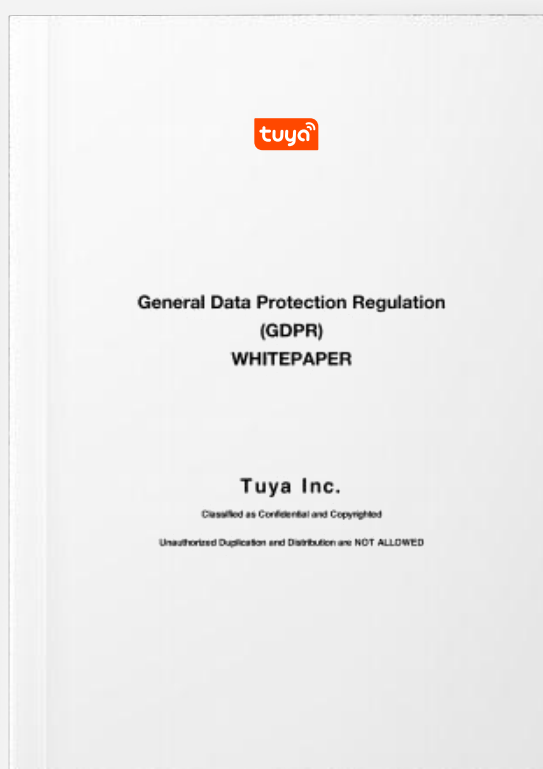 tuya
General Data Protection Regulation
(GDPR)
WHITEPAPER
Tuya Inc.
Classified as Confidential and Copyrighted
Unauthorized Duplication and Distribution are NOT ALLOWED